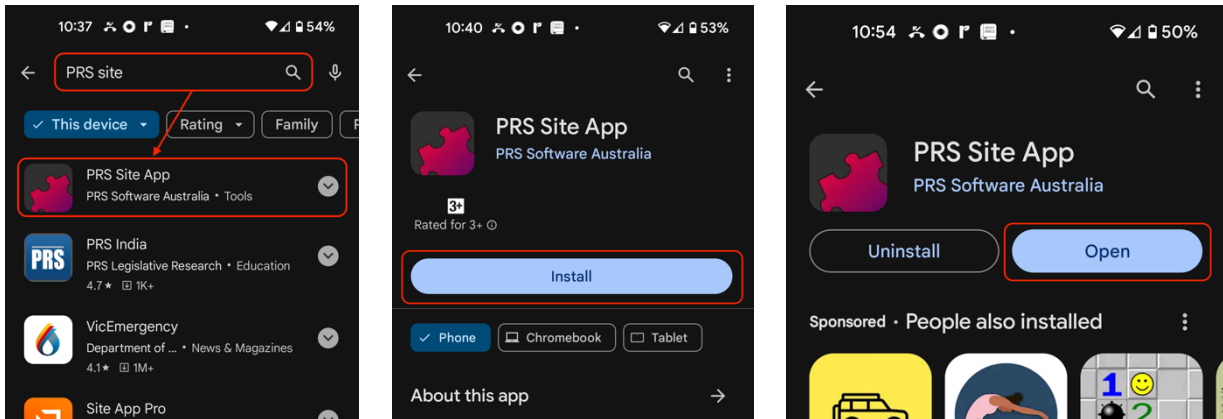 10:37 54%
PRS site
This device Rating Family
PRS Site App
PRS Software Australia • Tools
PRS
PRS India
PRS Legislative Research • Education
4.7★ 1K+
VicEmergency
Department of ... • News & Magazines
4.1★ 1M+
Site App Pro
10:40 53%
PRS Site App
PRS Software Australia
3+
Rated for 3+
Install
Phone Chromebook Tablet
About this app
10:54 50%
PRS Site App
PRS Software Australia
Uninstall Open
Sponsored • People also installed
1
2